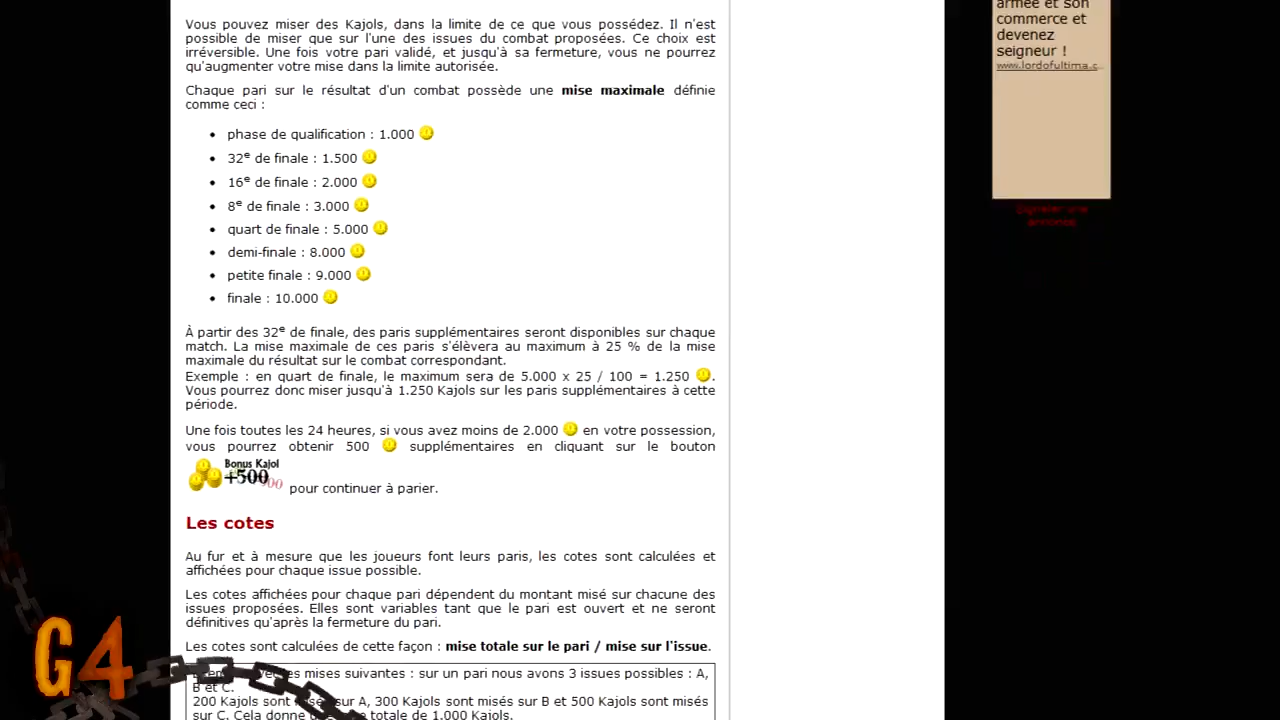 Vous pouvez miser des Kajols, dans la limite de ce que vous possédez. Il n'est
possible de miser que sur l'une des issues du combat proposées. Ce choix est
irréversible. Une fois votre pari validé, et jusqu'à sa fermeture, vous ne pourrez
qu'augmenter votre mise dans la limite autorisée.
Chaque pari sur le résultat d'un combat possède une mise maximale définie
comme ceci :
• phase de qualification : 1.000
• 32e de finale : 1.500
• 16e de finale : 2.000
• 8e de finale : 3.000
• quart de finale : 5.000
• demi-finale : 8.000
• petite finale : 9.000
• finale : 10.000
À partir des 32e de finale, des paris supplémentaires seront disponibles sur chaque
match. La mise maximale de ces paris s'élèvera au maximum à 25 % de la mise
maximale du résultat sur le combat correspondant.
Exemple : en quart de finale, le maximum sera de 5.000 x 25 / 100 = 1.250 .
Vous pourrez donc miser jusqu'à 1.250 Kajols sur les paris supplémentaires à cette
période.
Une fois toutes les 24 heures, si vous avez moins de 2.000 en votre possession,
vous pourrez obtenir 500 supplémentaires en cliquant sur le bouton
Bonus Kajol
+500
pour continuer à parier.
Les cotes
Au fur et à mesure que les joueurs font leurs paris, les cotes sont calculées et
affichées pour chaque issue possible.
Les cotes affichées pour chaque pari dépendent du montant misé sur chacune des
issues proposées. Elles sont variables tant que le pari est ouvert et ne seront
définitives qu'après la fermeture du pari.
Les cotes sont calculées de cette façon : mise totale sur le pari / mise sur l'issue.
les mises suivantes : sur un pari nous avons 3 issues possibles : A,
B et C.
200 Kajols sont sur A, 300 Kajols sont misés sur B et 500 Kajols sont misés
sur C. Cela donne totale de 1.000 Kajols.
armée et son
commerce et
devenez
seigneur !
www.lordofultima.c...
Signaler une
annonce
G4